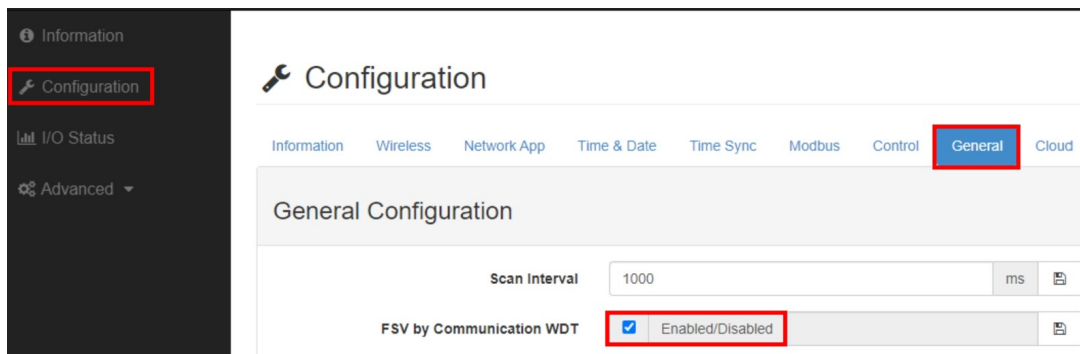 Information
Configuration
I/O Status
Advanced
Configuration
Information Wireless Network App Time & Date Time Sync Modbus Control General Cloud
General Configuration
Scan Interval 1000 ms
FSV by Communication WDT Enabled/Disabled